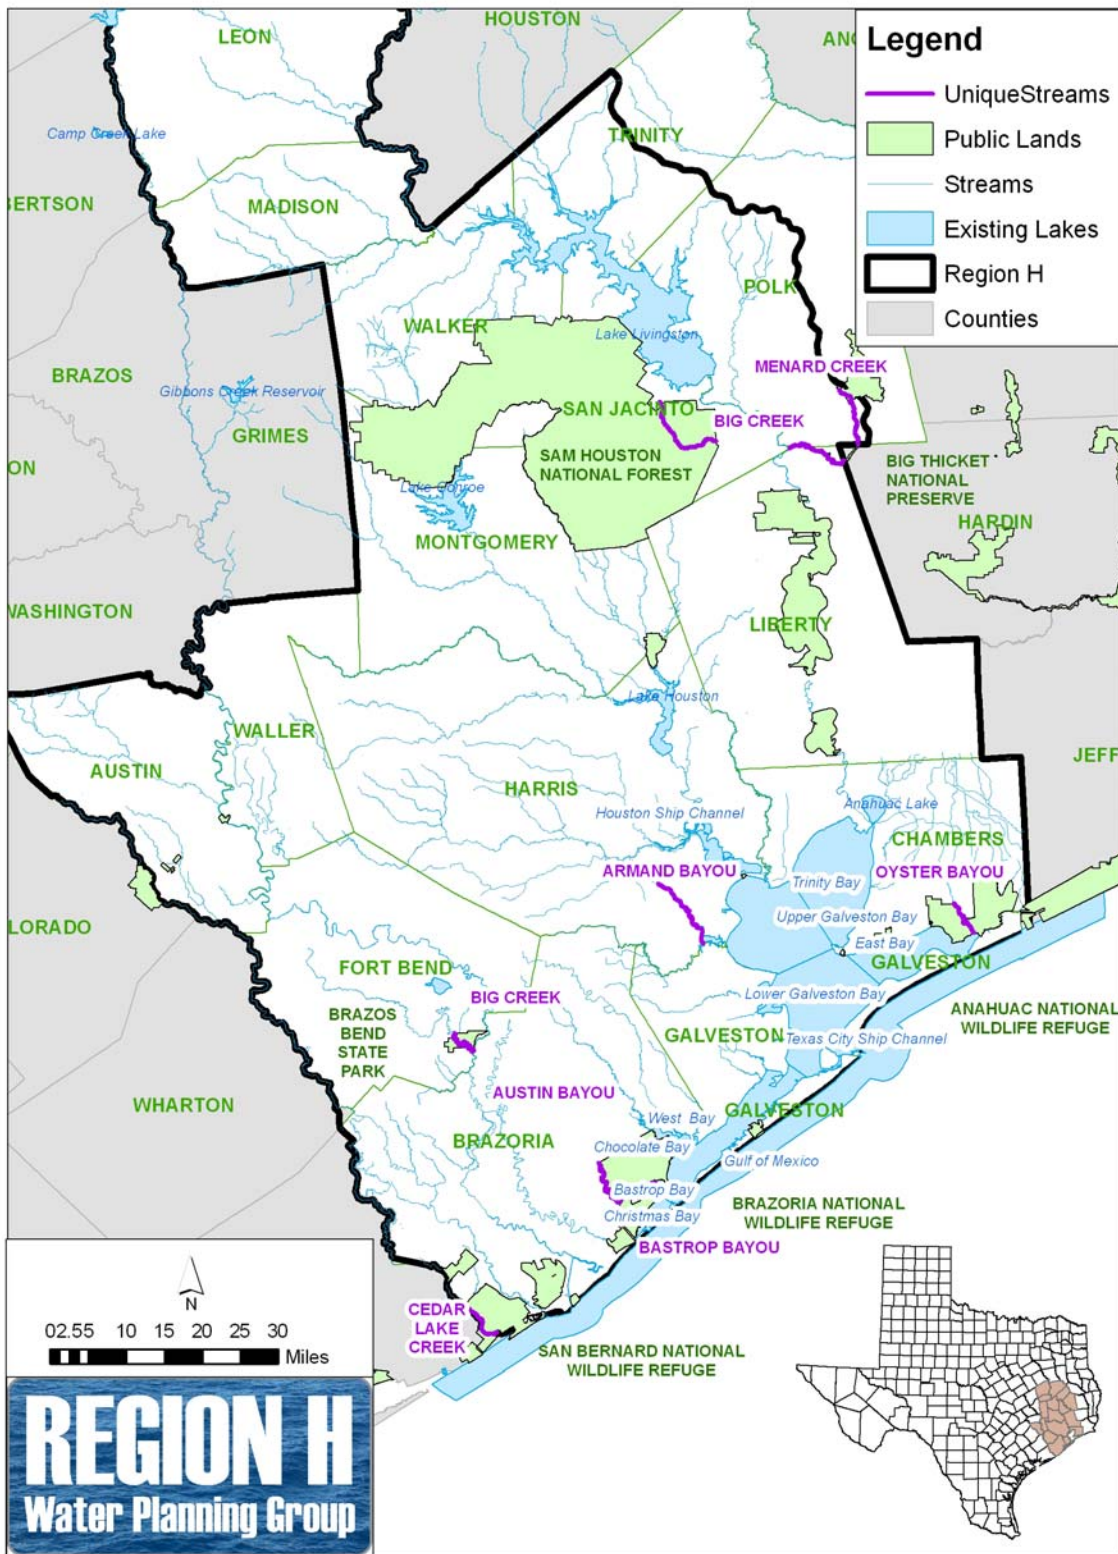 HOUSTON
LEON
ANG
Legend
UniqueStreams
Public Lands
Streams
Existing Lakes
Region H
Counties
Camp Creek Lake
TRINITY
BERTSON
MADISON
POLK
WALKER
Lake Livingston
BRAZOS
Gibbons Creek Reservoir
MENARD CREEK
SAN JACINTO
BIG CREEK
GRIMES
ON
SAM HOUSTON
NATIONAL FOREST
BIG THICKET
NATIONAL
PRESERVE
Lake Conroe
HARDIN
MONTGOMERY
WASHINGTON
LIBERTY
Lake Houston
WALLER
JEFF
AUSTIN
HARRIS
Houston Ship Channel
Anahuac Lake
CHAMBERS
ARMAND BAYOU
Trinity Bay
OYSTER BAYOU
LORADO
Upper Galveston Bay
East Bay
GALVESTON
FORT BEND
BIG CREEK
Lower Galveston Bay
ANAHUAC NATIONAL
WILDLIFE REFUGE
BRAZOS
BEND
STATE
PARK
GALVESTON
Texas City Ship Channel
AUSTIN BAYOU
WHARTON
GALVESTON
West Bay
BRAZORIA
Chocolate Bay
Gulf of Mexico
Bastrop Bay
Christmas Bay
BRAZORIA NATIONAL
WILDLIFE REFUGE
BASTROP BAYOU
N
CEDAR
LAKE
CREEK
02.55 10 15 20 25 30
Miles
SAN BERNARD NATIONAL
WILDLIFE REFUGE
REGION H
Water Planning Group